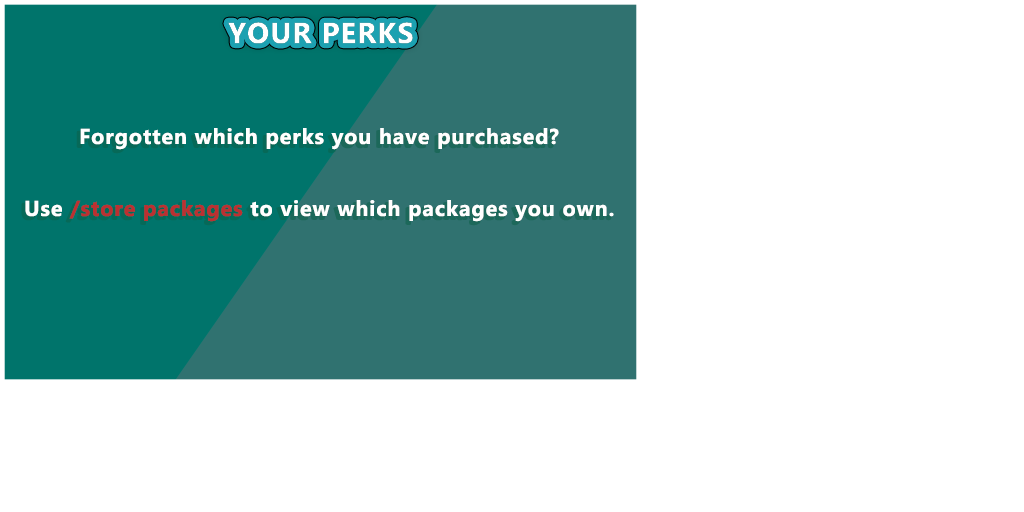 YOUR PERKS
Forgotten which perks you have purchased?
Use /store packages to view which packages you own.